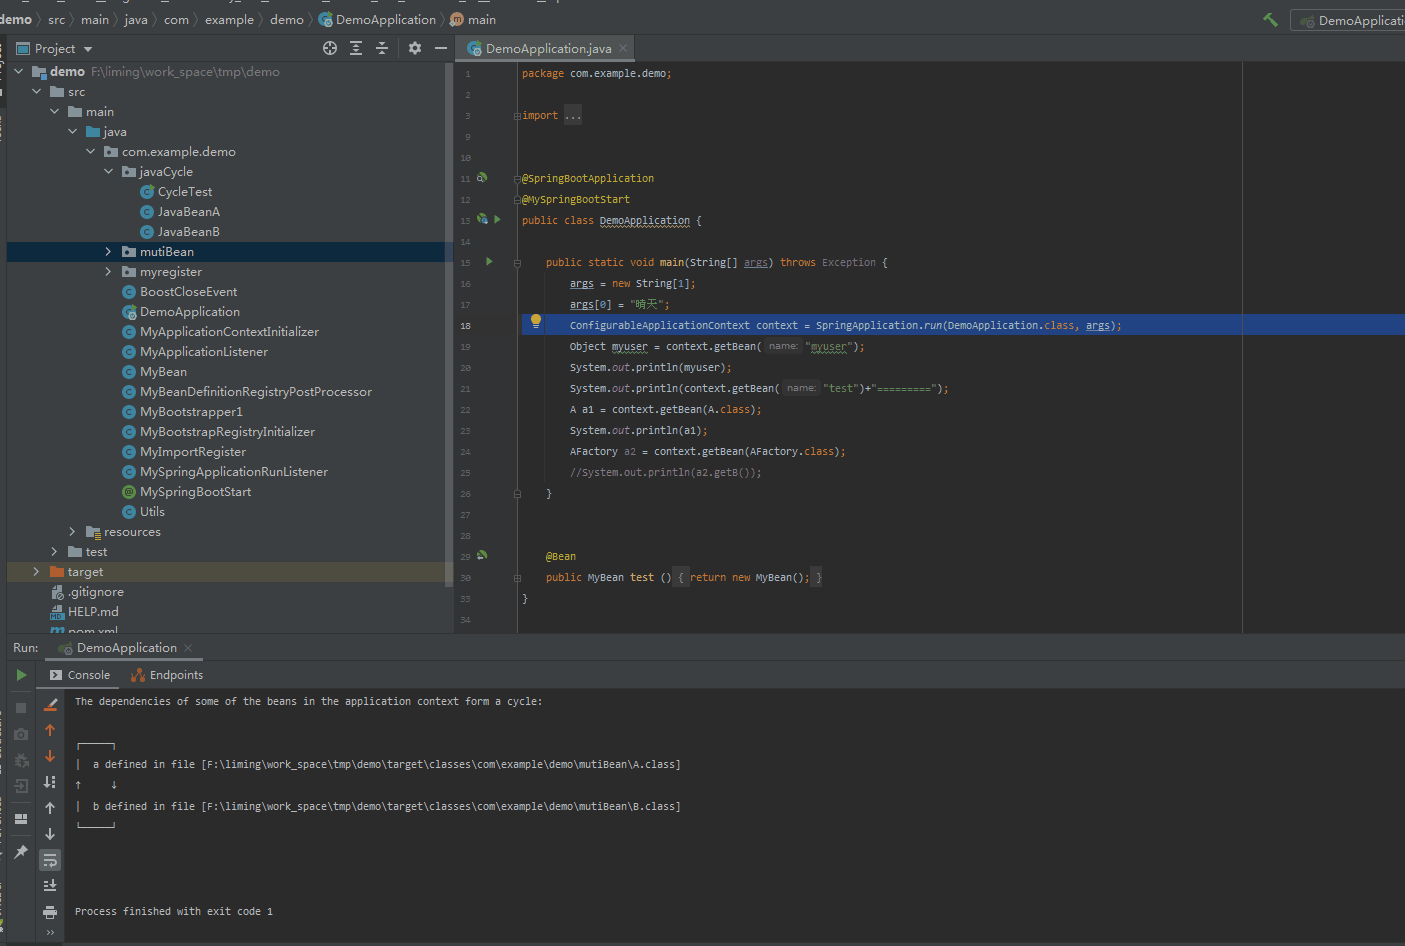 demo > src > main > java > com > example > demo > DemoApplication > main
DemoApplicati
Project
demo F:\liming\work_space\tmp\demo
src
main
java
com.example.demo
javaCycle
CycleTest
JavaBeanA
JavaBeanB
mutiBean
myregister
BoostCloseEvent
DemoApplication
MyApplicationContextInitializer
MyApplicationListener
MyBean
MyBeanDefinitionRegistryPostProcessor
MyBootstrapper1
MyBootstrapRegistryInitializer
MyImportRegister
MySpringApplicationRunListener
MySpringBootStart
Utils
resources
test
target
.gitignore
HELP.md
pom.xml
DemoApplication.java
1 package com.example.demo;
2
3 import ...
9
10
11 @SpringBootApplication
12 @MySpringBootStart
13 public class DemoApplication {
14
15 public static void main(String[] args) throws Exception {
16 args = new String[1];
17 args[0] = "晴天";
18 ConfigurableApplicationContext context = SpringApplication.run(DemoApplication.class, args);
19 Object myuser = context.getBean( name: "myuser");
20 System.out.println(myuser);
21 System.out.println(context.getBean( name: "test")+"=========");
22 A a1 = context.getBean(A.class);
23 System.out.println(a1);
24 AFactory a2 = context.getBean(AFactory.class);
25 //System.out.println(a2.getB());
26 }
27
28
29 @Bean
30 public MyBean test () { return new MyBean(); }
33 }
34
Run: DemoApplication
Console Endpoints
The dependencies of some of the beans in the application context form a cycle:
┌─────┐
| a defined in file [F:\liming\work_space\tmp\demo\target\classes\com\example\demo\mutiBean\A.class]
↑ ↓
| b defined in file [F:\liming\work_space\tmp\demo\target\classes\com\example\demo\mutiBean\B.class]
└─────┘
Process finished with exit code 1